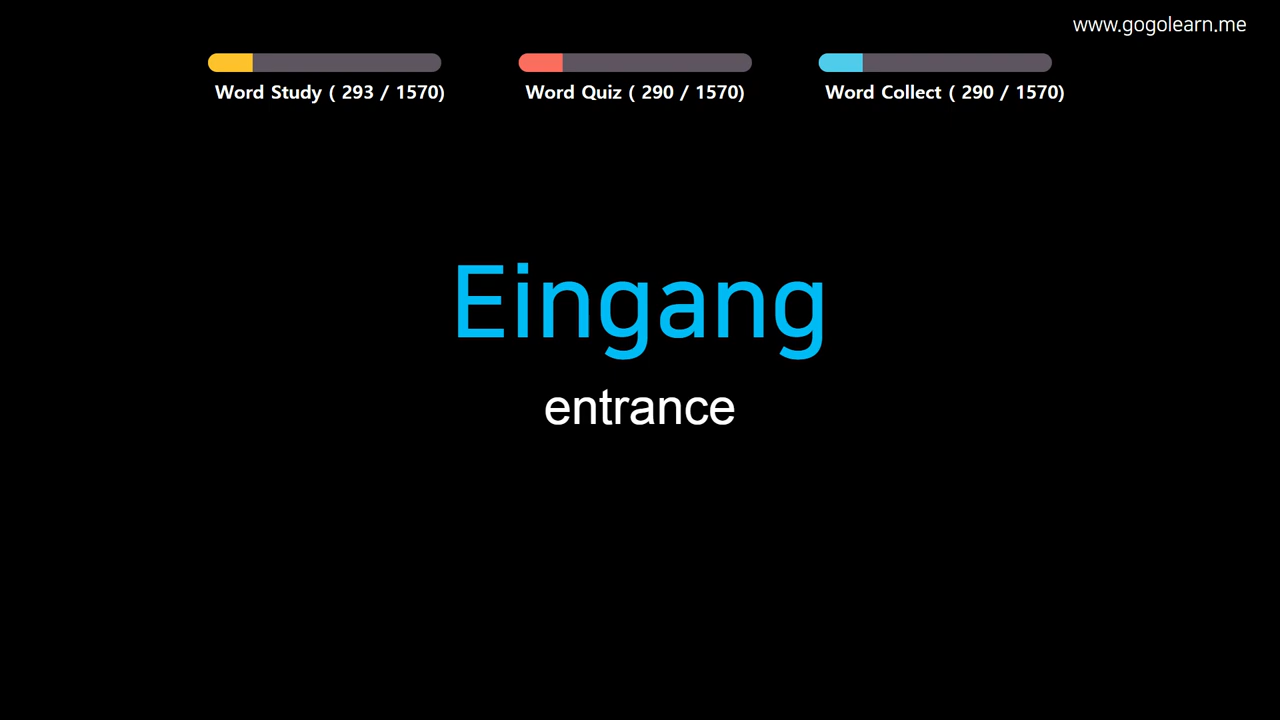 www.gogolearn.me
Word Study ( 293 / 1570)
Word Quiz ( 290 / 1570)
Word Collect ( 290 / 1570)
Eingang
entrance